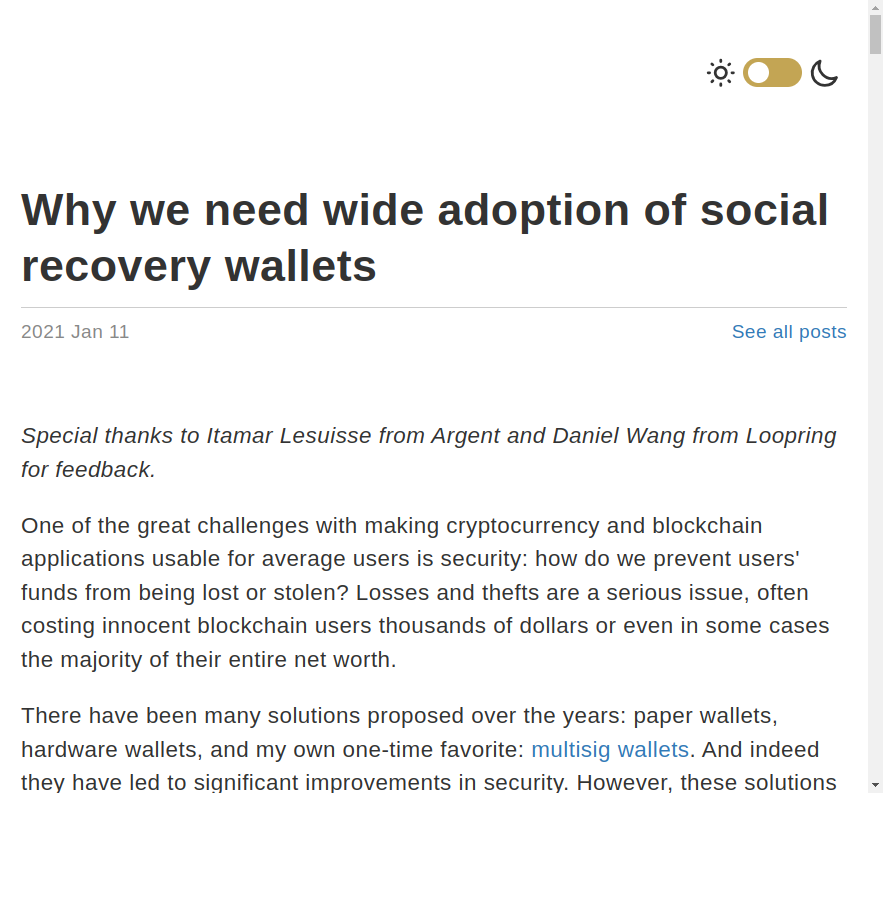 Why we need wide adoption of social
recovery wallets
2021 Jan 11
See all posts
Special thanks to Itamar Lesuisse from Argent and Daniel Wang from Loopring
for feedback.
One of the great challenges with making cryptocurrency and blockchain
applications usable for average users is security: how do we prevent users'
funds from being lost or stolen? Losses and thefts are a serious issue, often
costing innocent blockchain users thousands of dollars or even in some cases
the majority of their entire net worth.
There have been many solutions proposed over the years: paper wallets,
hardware wallets, and my own one-time favorite: multisig wallets. And indeed
they have led to significant improvements in security. However, these solutions